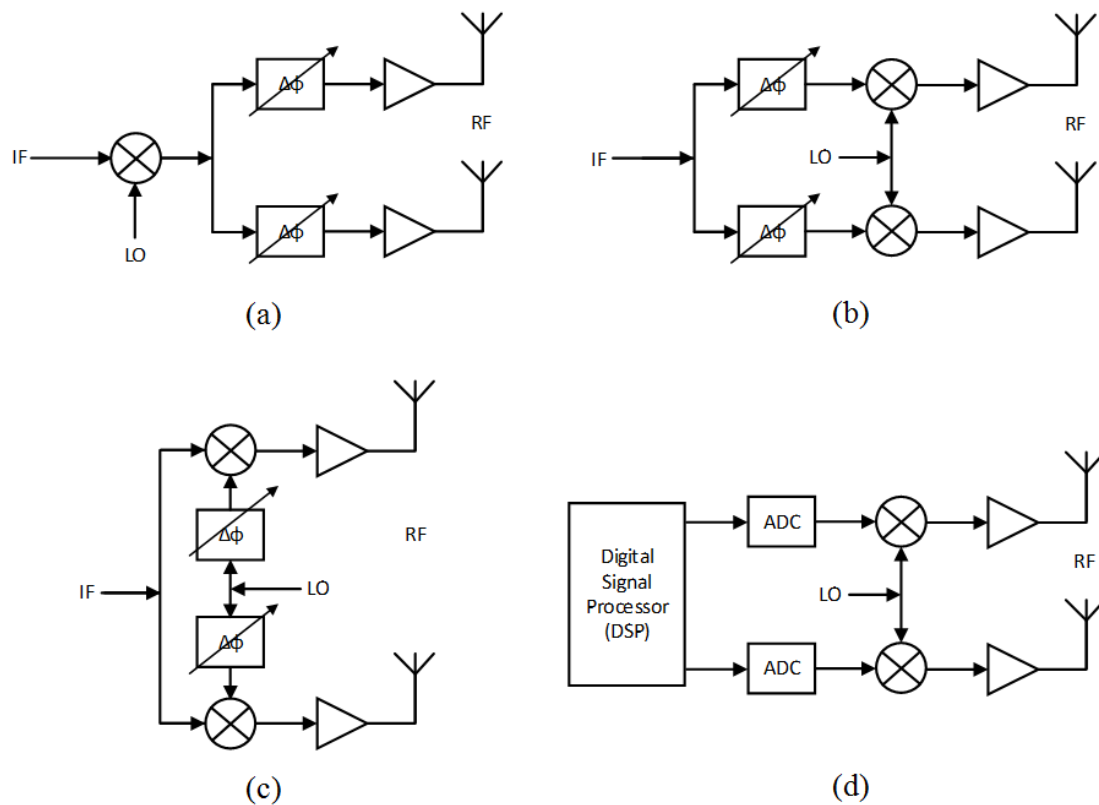 Δϕ
RF
IF
LO
Δϕ
(a)
Δϕ
RF
IF
LO
Δϕ
(b)
Δϕ
RF
IF
LO
Δϕ
(c)
ADC
Digital
Signal
Processor
(DSP)
RF
LO
ADC
(d)